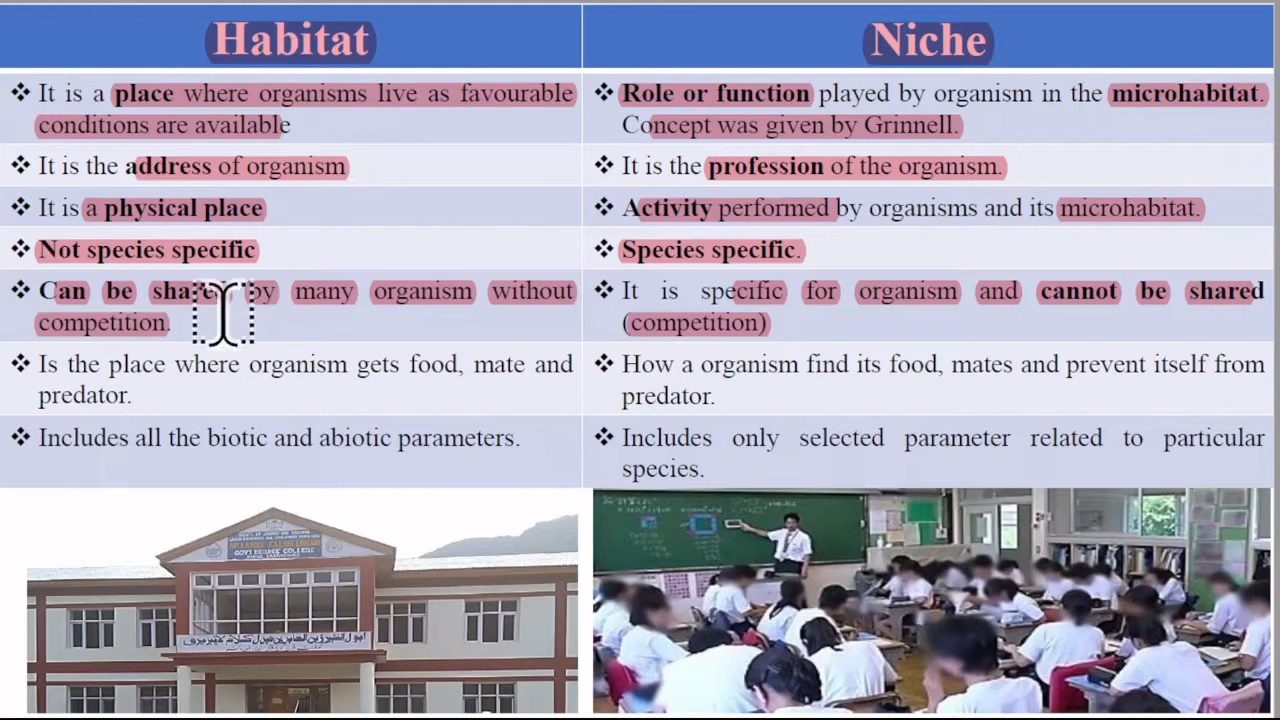 Habitat
Niche
❖ It is a place where organisms live as favourable
conditions are available
❖ Role or function played by organism in the microhabitat.
Concept was given by Grinnell.
❖ It is the address of organism
❖ It is the profession of the organism.
❖ It is a physical place
❖ Activity performed by organisms and its microhabitat.
❖ Not species specific
❖ Species specific.
❖ Can be shared by many organism without
competition.
❖ It is specific for organism and cannot be shared
(competition)
❖ Is the place where organism gets food, mate and
predator.
❖ How a organism find its food, mates and prevent itself from
predator.
❖ Includes all the biotic and abiotic parameters.
❖ Includes only selected parameter related to particular
species.
GOVT DEGREE COLLEGE